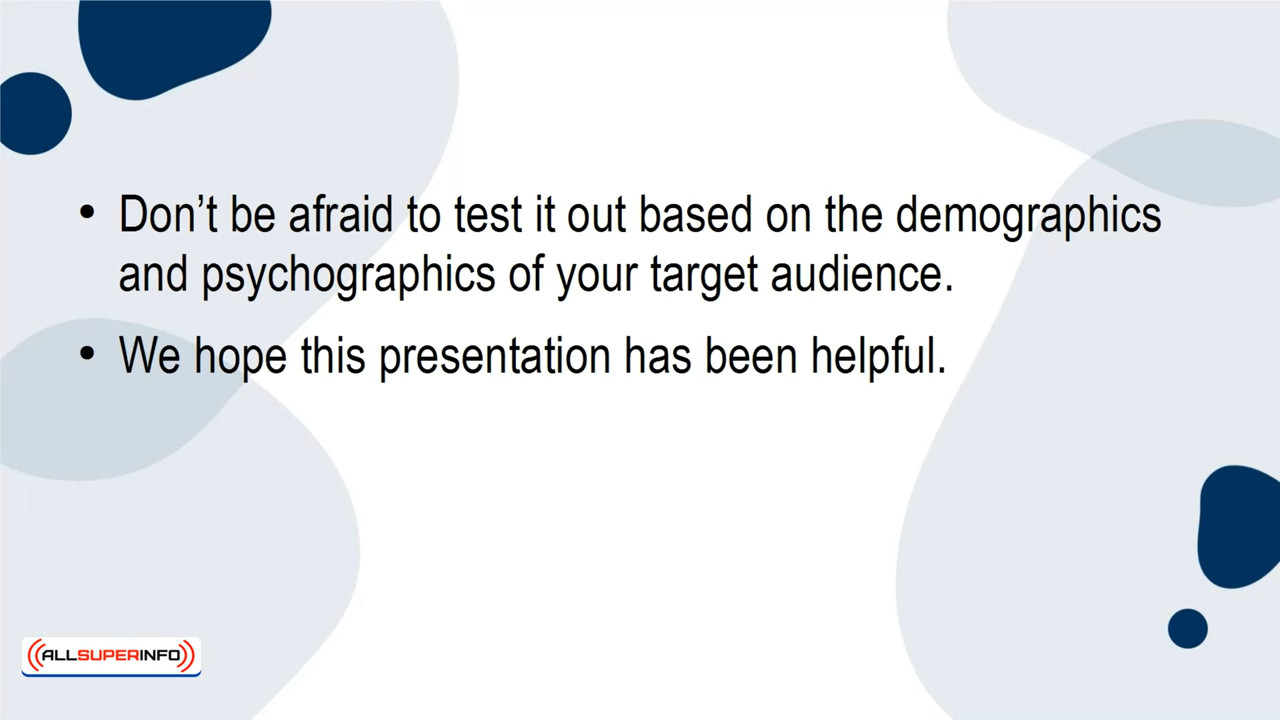 • Don’t be afraid to test it out based on the demographics
and psychographics of your target audience.
• We hope this presentation has been helpful.
ALLSUPERINFO